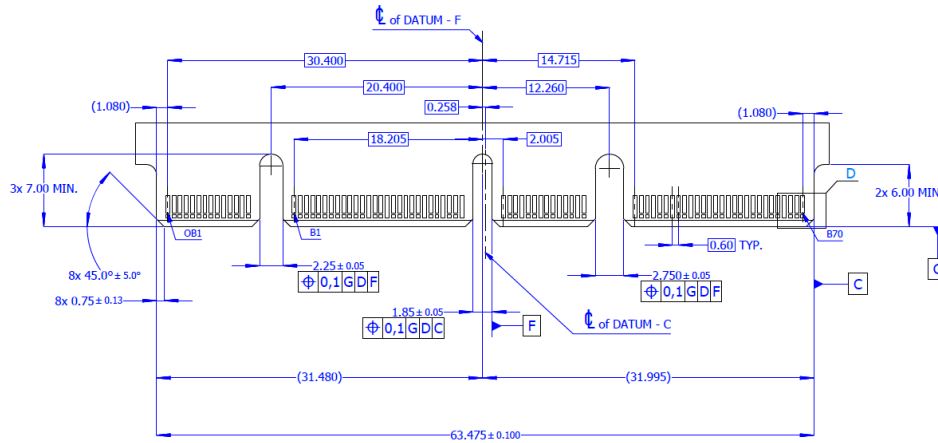 ℄ of DATUM - F
30.400
14.715
20.400
12.260
(1.080)
0.258
(1.080)
18.205
2.005
D
3x 7.00 MIN.
2x 6.00 MIN
OB1
B1
B70
0.60 TYP.
8x 45.0°± 5.0°
2.25± 0.05
⌖ 0,1 G D F
2.750± 0.05
⌖ 0,1 G D F
C
8x 0.75± 0.13
1.85± 0.05
⌖ 0,1 G D C
F
℄ of DATUM - C
(31.480)
(31.995)
63.475± 0.100